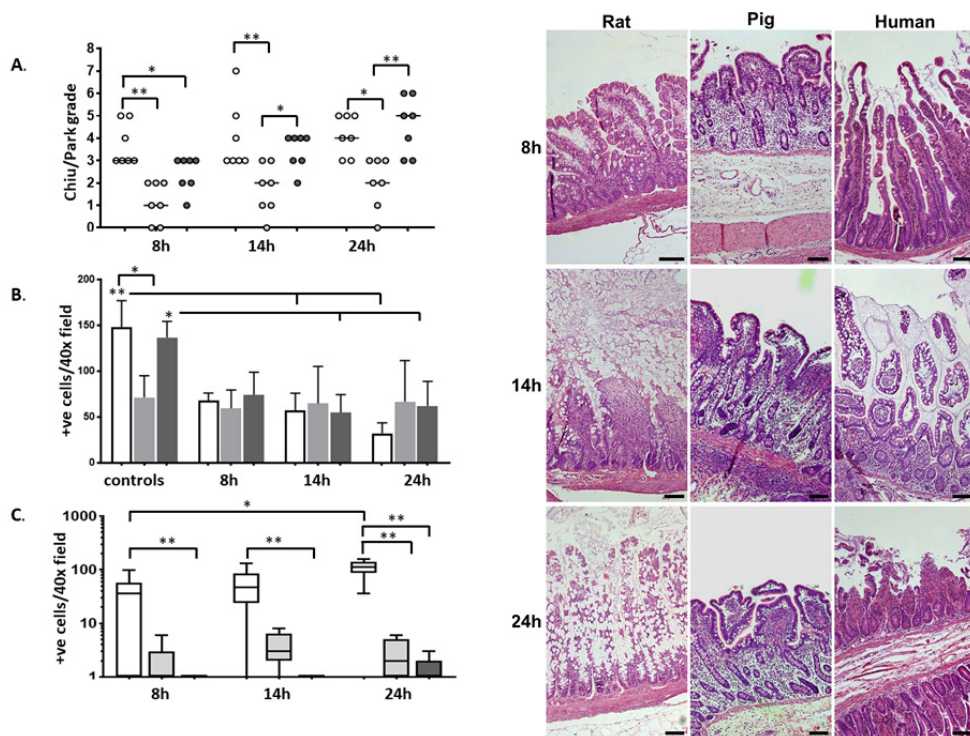 A.
Chiu/Park grade
8
7
6
5
4
3
2
1
0
* 
**
**
*
**
*
8h 14h 24h
B.
+ve cells/40x field
200
150
100
50
0
*
**
*
controls 8h 14h 24h
C.
+ve cells/40x field
1000
100
10
1
*
**
**
**
**
8h 14h 24h
Rat Pig Human
8h
14h
24h